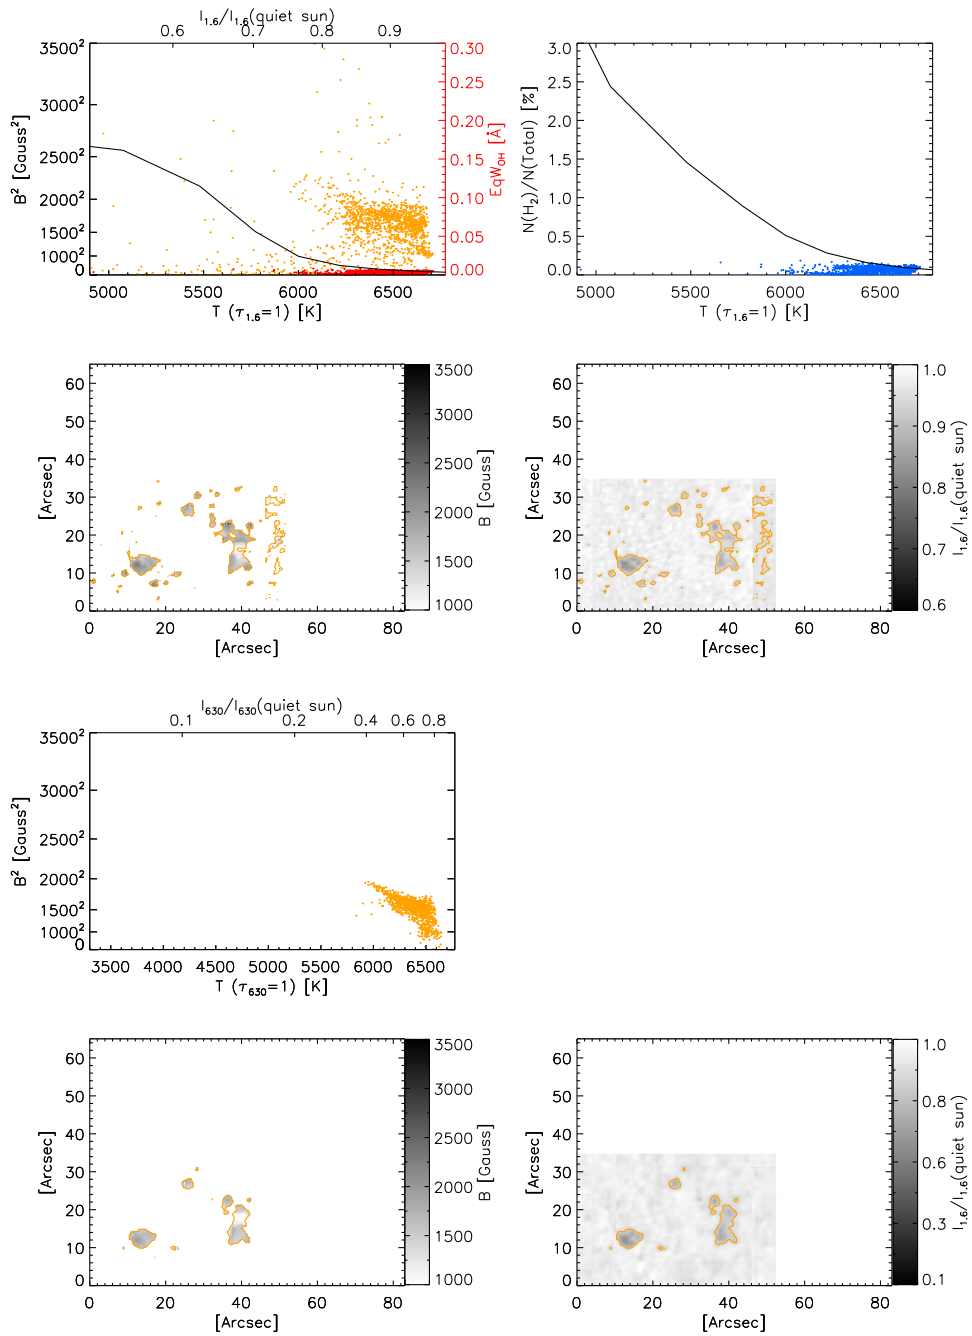 I1.6/I1.6(quiet sun)
0.6 0.7 0.8 0.9
3500² 3000² 2500² 2000² 1500² 1000² 0
B² [Gauss²]
0.30 0.25 0.20 0.15 0.10 0.05 0.00
EqWOH [Å]
5000 5500 6000 6500
T (τ1.6=1) [K]
3.0 2.5 2.0 1.5 1.0 0.5 0.0
N(H2)/N(Total) [%]
5000 5500 6000 6500
T (τ1.6=1) [K]
60 50 40 30 20 10 0
[Arcsec]
0 20 40 60 80
[Arcsec]
3500 3000 2500 2000 1500 1000
B [Gauss]
60 50 40 30 20 10 0
[Arcsec]
0 20 40 60 80
[Arcsec]
1.0 0.9 0.8 0.7 0.6
I1.6/I1.6(quiet sun)
I630/I630(quiet sun)
0.1 0.2 0.4 0.6 0.8
3500² 3000² 2500² 2000² 1500² 1000² 0
B² [Gauss²]
3500 4000 4500 5000 5500 6000 6500
T (τ630=1) [K]
60 50 40 30 20 10 0
[Arcsec]
0 20 40 60 80
[Arcsec]
3500 3000 2500 2000 1500 1000
B [Gauss]
60 50 40 30 20 10 0
[Arcsec]
0 20 40 60 80
[Arcsec]
1.0 0.8 0.6 0.3 0.1
I1.6/I1.6(quiet sun)